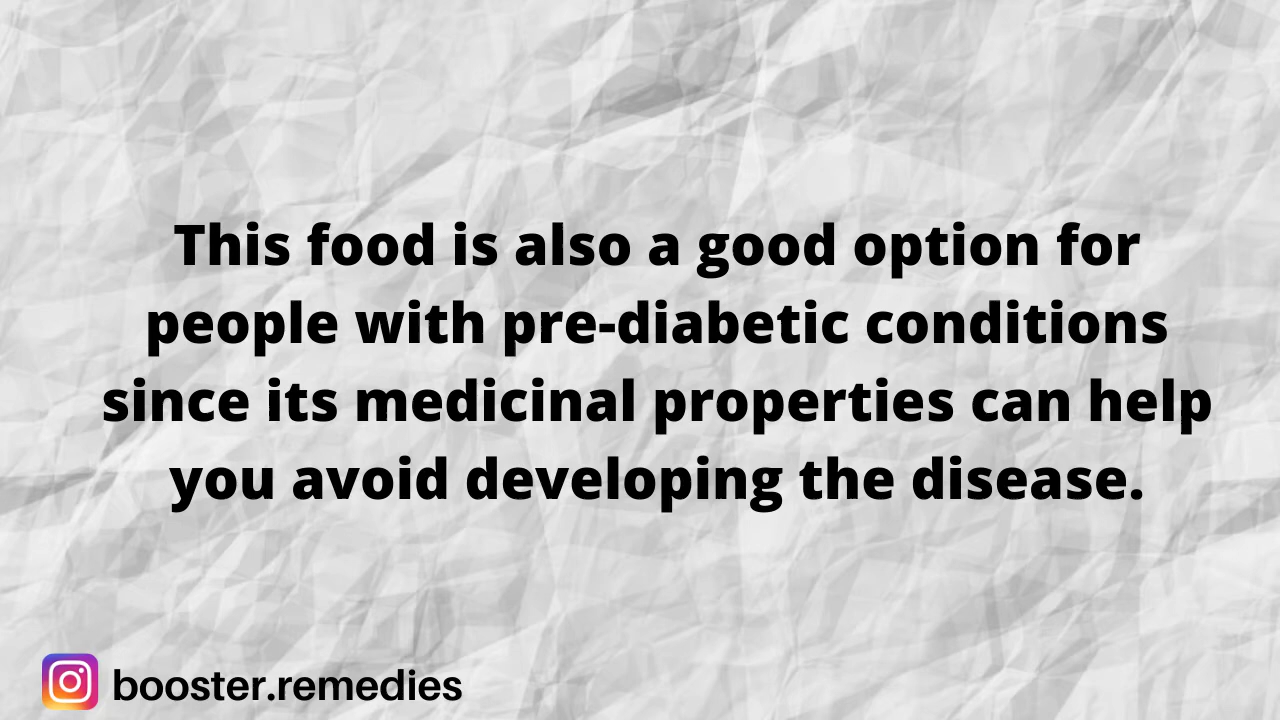 This food is also a good option for
people with pre-diabetic conditions
since its medicinal properties can help
you avoid developing the disease.
booster.remedies